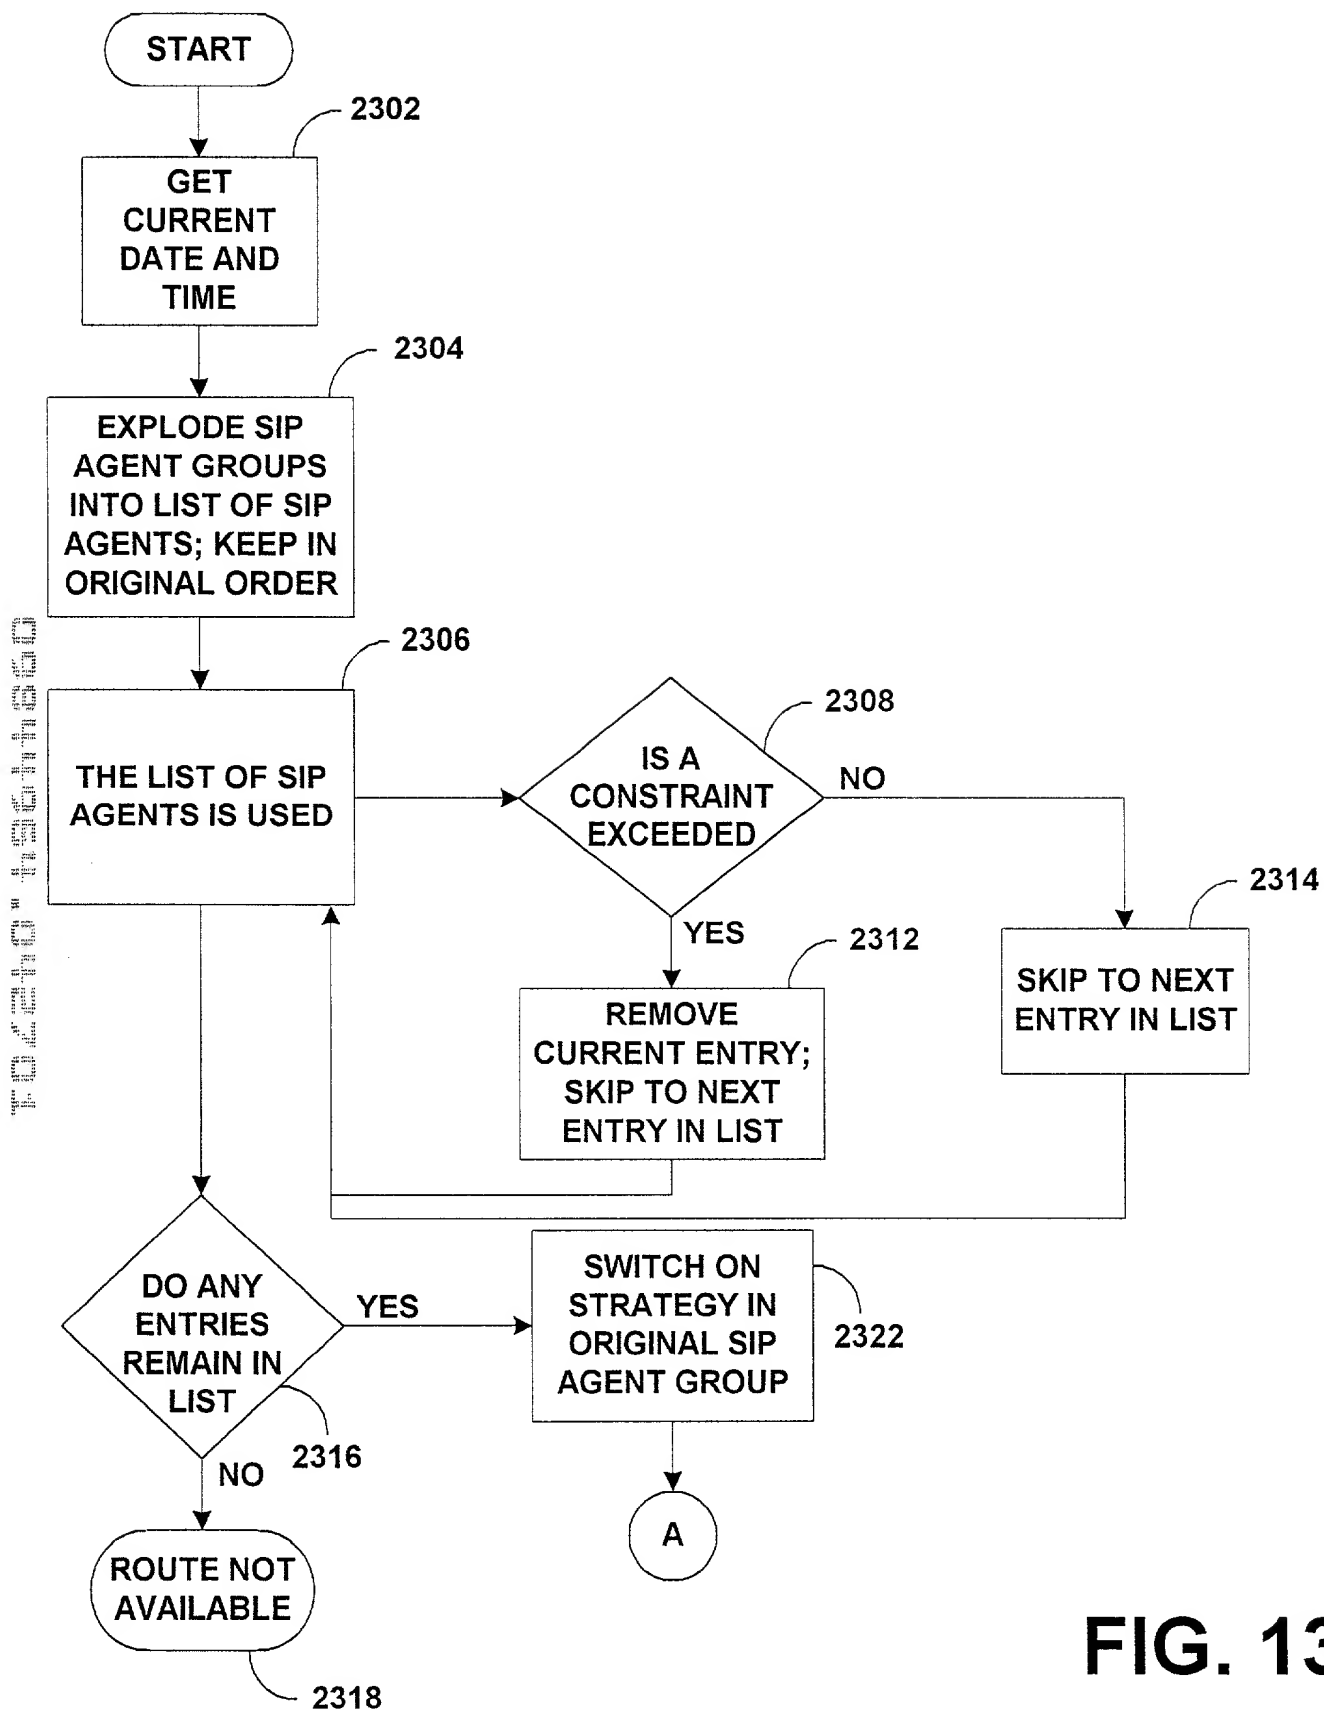 START
2302
GET
CURRENT
DATE AND
TIME
2304
EXPLODE SIP
AGENT GROUPS
INTO LIST OF SIP
AGENTS; KEEP IN
ORIGINAL ORDER
2306
THE LIST OF SIP
AGENTS IS USED
2308
IS A
CONSTRAINT
EXCEEDED
NO
YES
2312
REMOVE
CURRENT ENTRY;
SKIP TO NEXT
ENTRY IN LIST
2314
SKIP TO NEXT
ENTRY IN LIST
DO ANY
ENTRIES
REMAIN IN
LIST
2316
YES
NO
SWITCH ON
STRATEGY IN
ORIGINAL SIP
AGENT GROUP
2322
A
ROUTE NOT
AVAILABLE
2318
FIG. 13